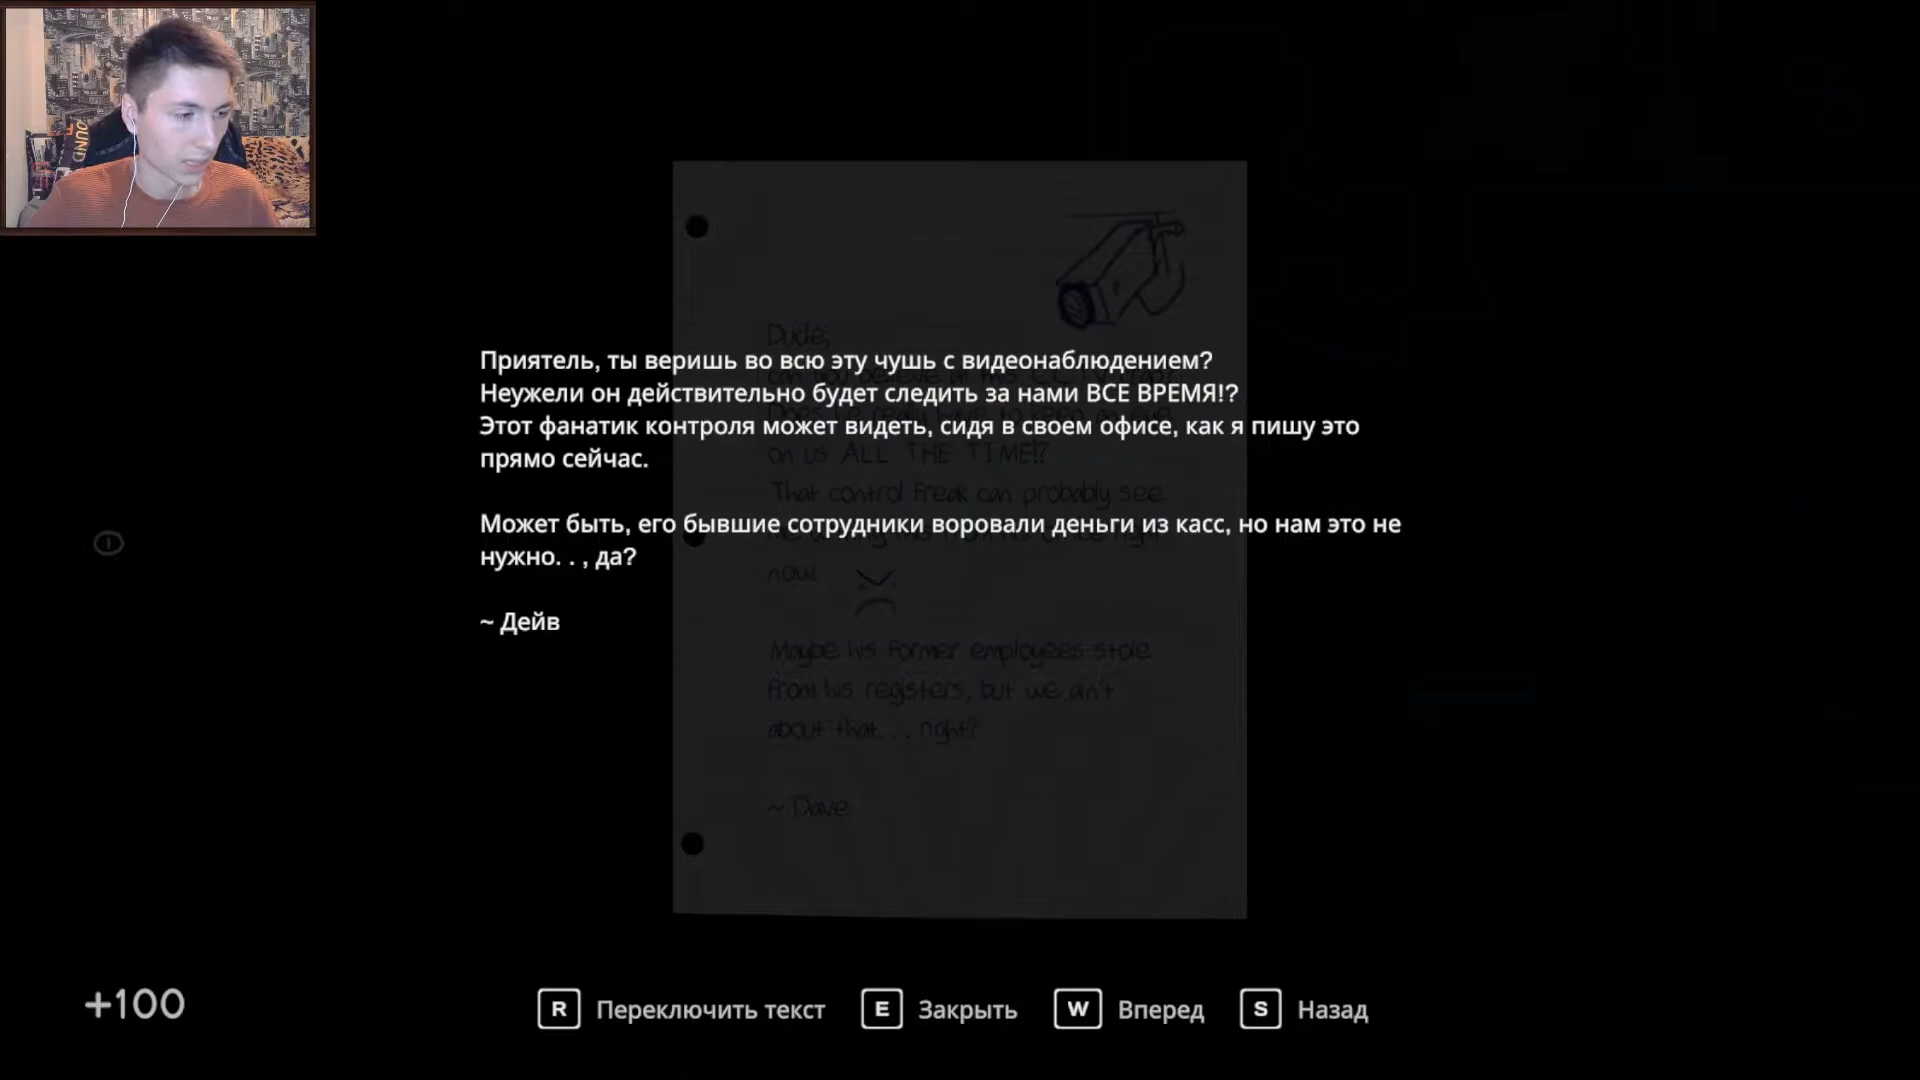 Приятель, ты веришь во всю эту чушь с видеонаблюдением?
Неужели он действительно будет следить за нами ВСЕ ВРЕМЯ!?
Этот фанатик контроля может видеть, сидя в своем офисе, как я пишу это
прямо сейчас.
Может быть, его бывшие сотрудники воровали деньги из касс, но нам это не
нужно. . , да?
~ Дейв
Dude,
on us ALL THE TIME!?
That control freak can probably see
now
Maybe his former employees stole
from his registers, but we ain't
about that. . . right?
~ Dave
+100
R Переключить текст E Закрыть W Вперед S Назад